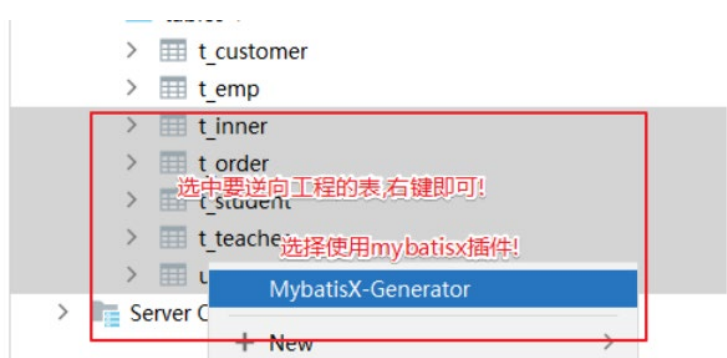 t_customer
t_emp
t_inner
t_order
选中要逆向工程的表,右键即可!
t_student
t_teacher
选择使用mybatisx插件!
u
MybatisX-Generator
Server C
New